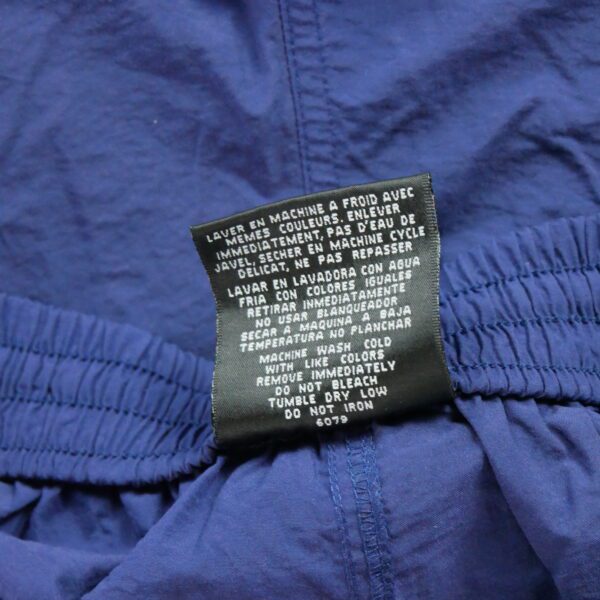 LAVER EN MACHINE A FROID AVEC
MEMES COULEURS. ENLEVER
IMMEDIATEMENT, PAS D'EAU DE
JAVEL, SECHER EN MACHINE CYCLE
DELICAT, NE PAS REPASSER
LAVAR EN LAVADORA CON AGUA
FRIA CON COLORES IGUALES
RETIRAR INMEDIATAMENTE
NO USAR BLANQUEADOR
SECAR A MAQUINA A BAJA
TEMPERATURA NO PLANCHAR
MACHINE WASH COLD
WITH LIKE COLORS
REMOVE IMMEDIATELY
DO NOT BLEACH
TUMBLE DRY LOW
DO NOT IRON
6079